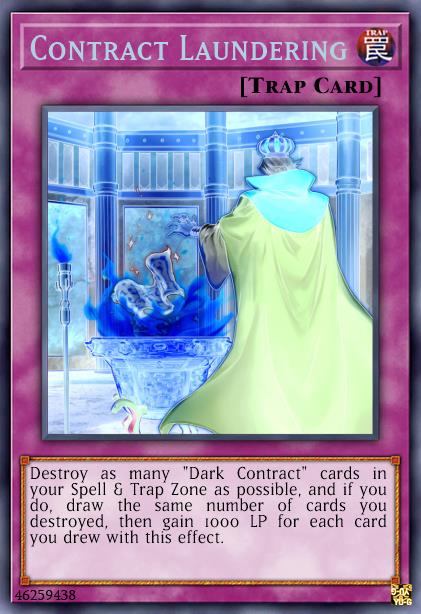 Contract Laundering
TRAP
罠
[Trap Card]
Destroy as many "Dark Contract" cards in
your Spell & Trap Zone as possible, and if you
do, draw the same number of cards you
destroyed, then gain 1000 LP for each card
you drew with this effect.
46259438